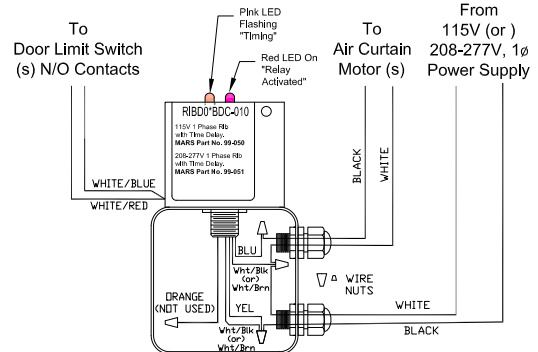 Pink LED
Flashing
"Timing"
To
Door Limit Switch
(s) N/O Contacts
Red LED On
"Relay
Activated"
To
Air Curtain
Motor (s)
From
115V (or )
208-277V, 1ø
Power Supply
RIBD0*BDC-010
115V 1 Phase Rib
with Time Delay.
MARS Part No. 99-050
208-277V 1 Phase Rib
with Time Delay.
MARS Part No. 99-051
BLACK
WHITE
WHITE/BLUE
WHITE/RED
BLU
Wht/Blk
(or)
Wht/Brn
WIRE
NUTS
ORANGE
(NOT USED)
YEL
Wht/Blk
(or)
Wht/Brn
WHITE
BLACK